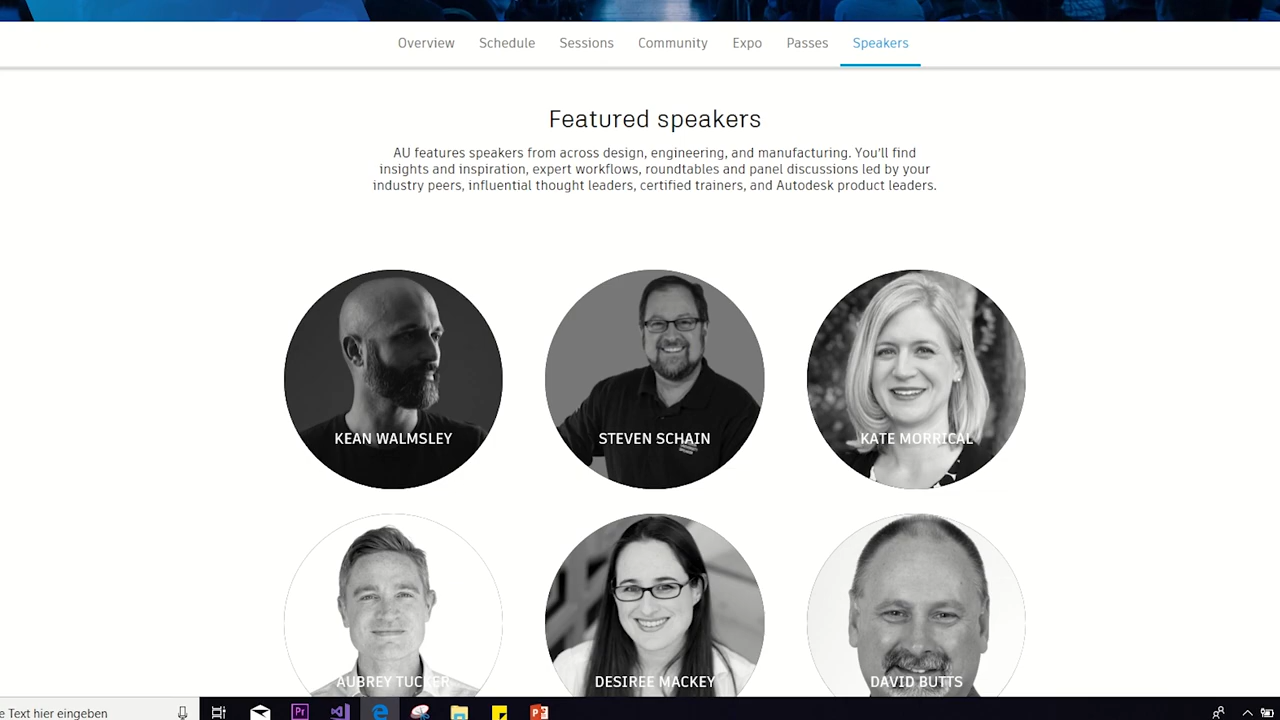 Overview Schedule Sessions Community Expo Passes Speakers
Featured speakers
AU features speakers from across design, engineering, and manufacturing. You'll find
insights and inspiration, expert workflows, roundtables and panel discussions led by your
industry peers, influential thought leaders, certified trainers, and Autodesk product leaders.
KEAN WALMSLEY STEVEN SCHAIN KATE MORRICAL
AUBREY TUCKER DESIREE MACKEY DAVID BUTTS
e Text hier eingeben